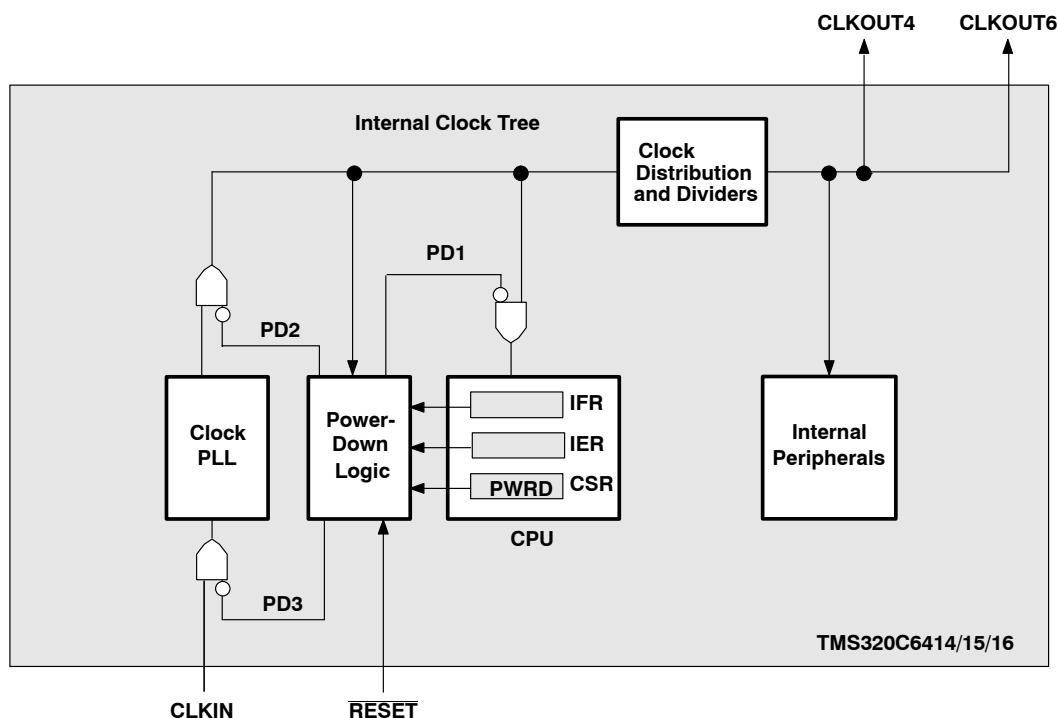 CLKOUT4
CLKOUT6
Internal Clock Tree
Clock
Distribution
and Dividers
PD1
PD2
Clock
PLL
Power-
Down
Logic
IFR
IER
PWRD
CSR
CPU
Internal
Peripherals
PD3
TMS320C6414/15/16
CLKIN
RESET